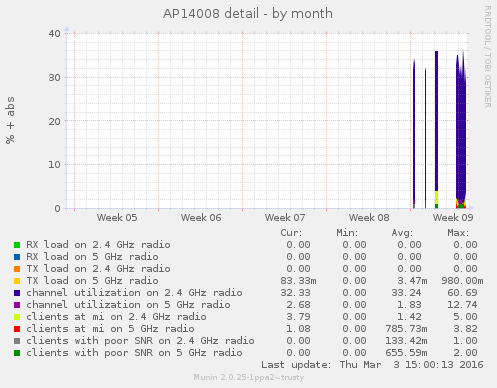 AP14008 detail - by month
RRDTOOL / TOBI OETIKER
% + abs
40
30
20
10
0
Week 05 Week 06 Week 07 Week 08 Week 09
Cur: Min: Avg: Max:
RX load on 2.4 GHz radio 0.00 0.00 0.00 0.00
RX load on 5 GHz radio 0.00 0.00 0.00 0.00
TX load on 2.4 GHz radio 0.00 0.00 0.00 0.00
TX load on 5 GHz radio 83.33m 0.00 3.47m 980.00m
channel utilization on 2.4 GHz radio 32.33 0.00 33.24 60.69
channel utilization on 5 GHz radio 2.68 0.00 1.83 12.74
clients at mi on 2.4 GHz radio 3.79 0.00 1.42 5.00
clients at mi on 5 GHz radio 1.08 0.00 785.73m 3.82
clients with poor SNR on 2.4 GHz radio 0.00 0.00 133.42m 1.00
clients with poor SNR on 5 GHz radio 0.00 0.00 655.59m 2.00
Last update: Thu Mar 3 15:00:13 2016
Munin 2.0.25-1ppa2~trusty